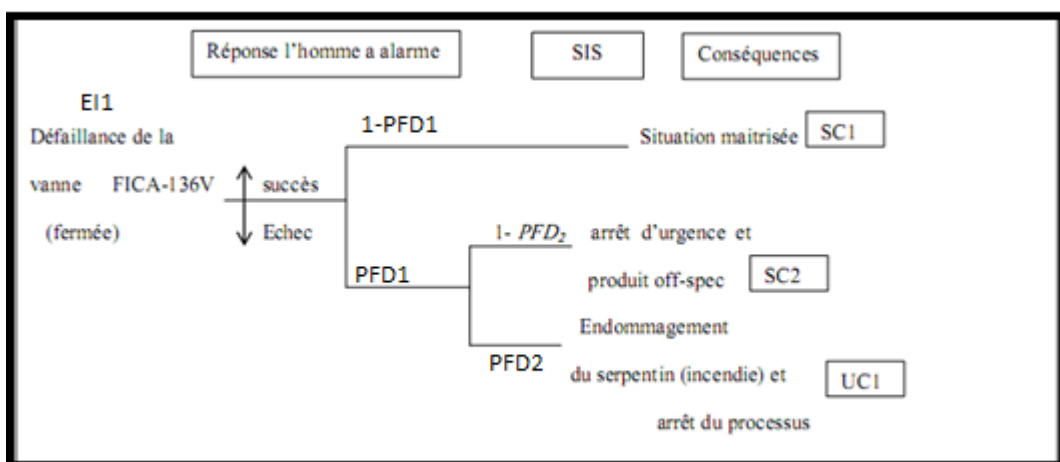 Réponse l'homme a alarme
SIS
Conséquences
EI1
Défaillance de la
vanne FICA-136V
(fermée)
succès
Echec
1-PFD1
Situation maitrisée
SC1
PFD1
1- PFD₂
arrêt d'urgence et
produit off-spec
SC2
PFD2
Endommagement
du serpentin (incendie) et
arrêt du processus
UC1